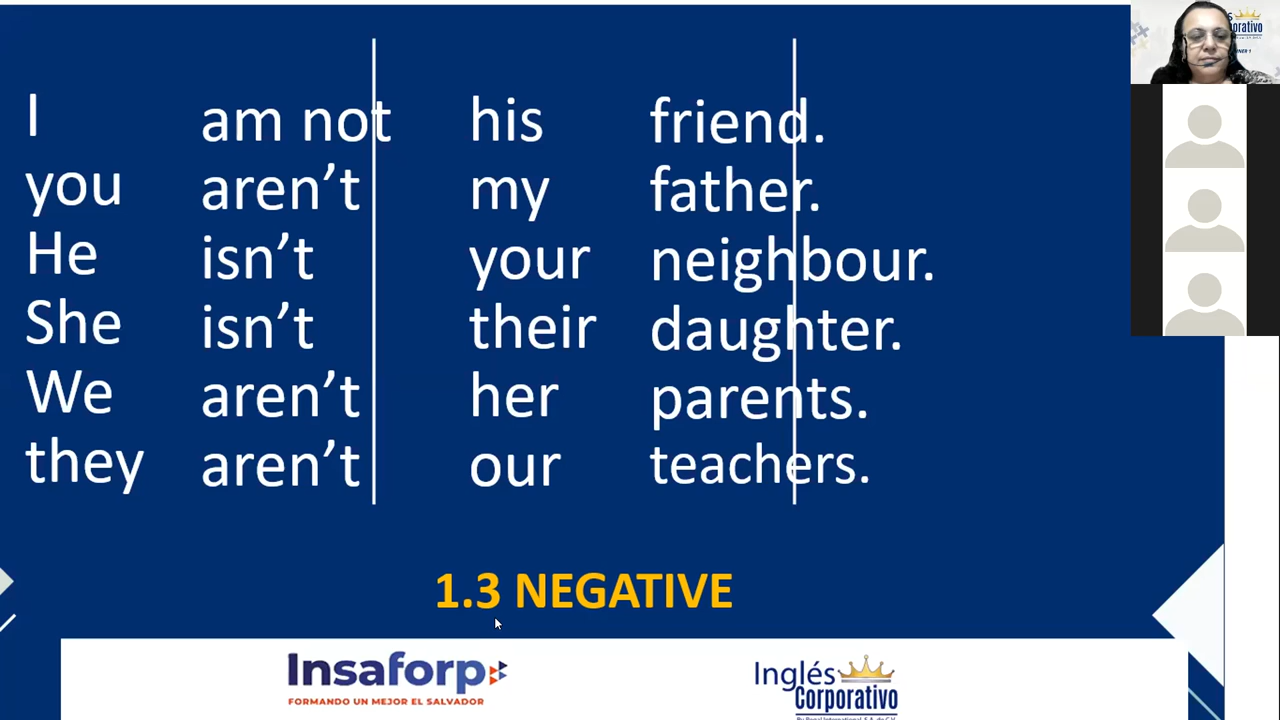 I am not his friend.
you aren’t my father.
He isn’t your neighbour.
She isn’t their daughter.
We aren’t her parents.
they aren’t our teachers.
1.3 NEGATIVE
Insaforp
FORMANDO UN MEJOR EL SALVADOR
Inglés
Corporativo